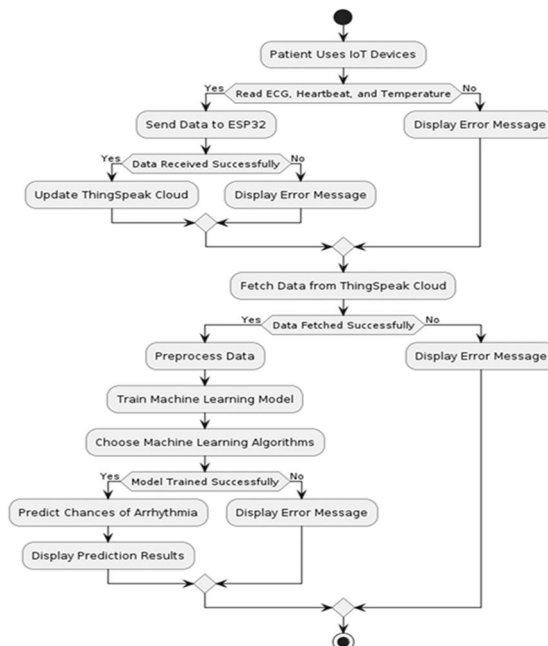 Patient Uses IoT Devices
Yes
Read ECG, Heartbeat, and Temperature
No
Send Data to ESP32
Display Error Message
Yes
Data Received Successfully
No
Update ThingSpeak Cloud
Display Error Message
Fetch Data from ThingSpeak Cloud
Yes
Data Fetched Successfully
No
Preprocess Data
Display Error Message
Train Machine Learning Model
Choose Machine Learning Algorithms
Yes
Model Trained Successfully
No
Predict Chances of Arrhythmia
Display Error Message
Display Prediction Results